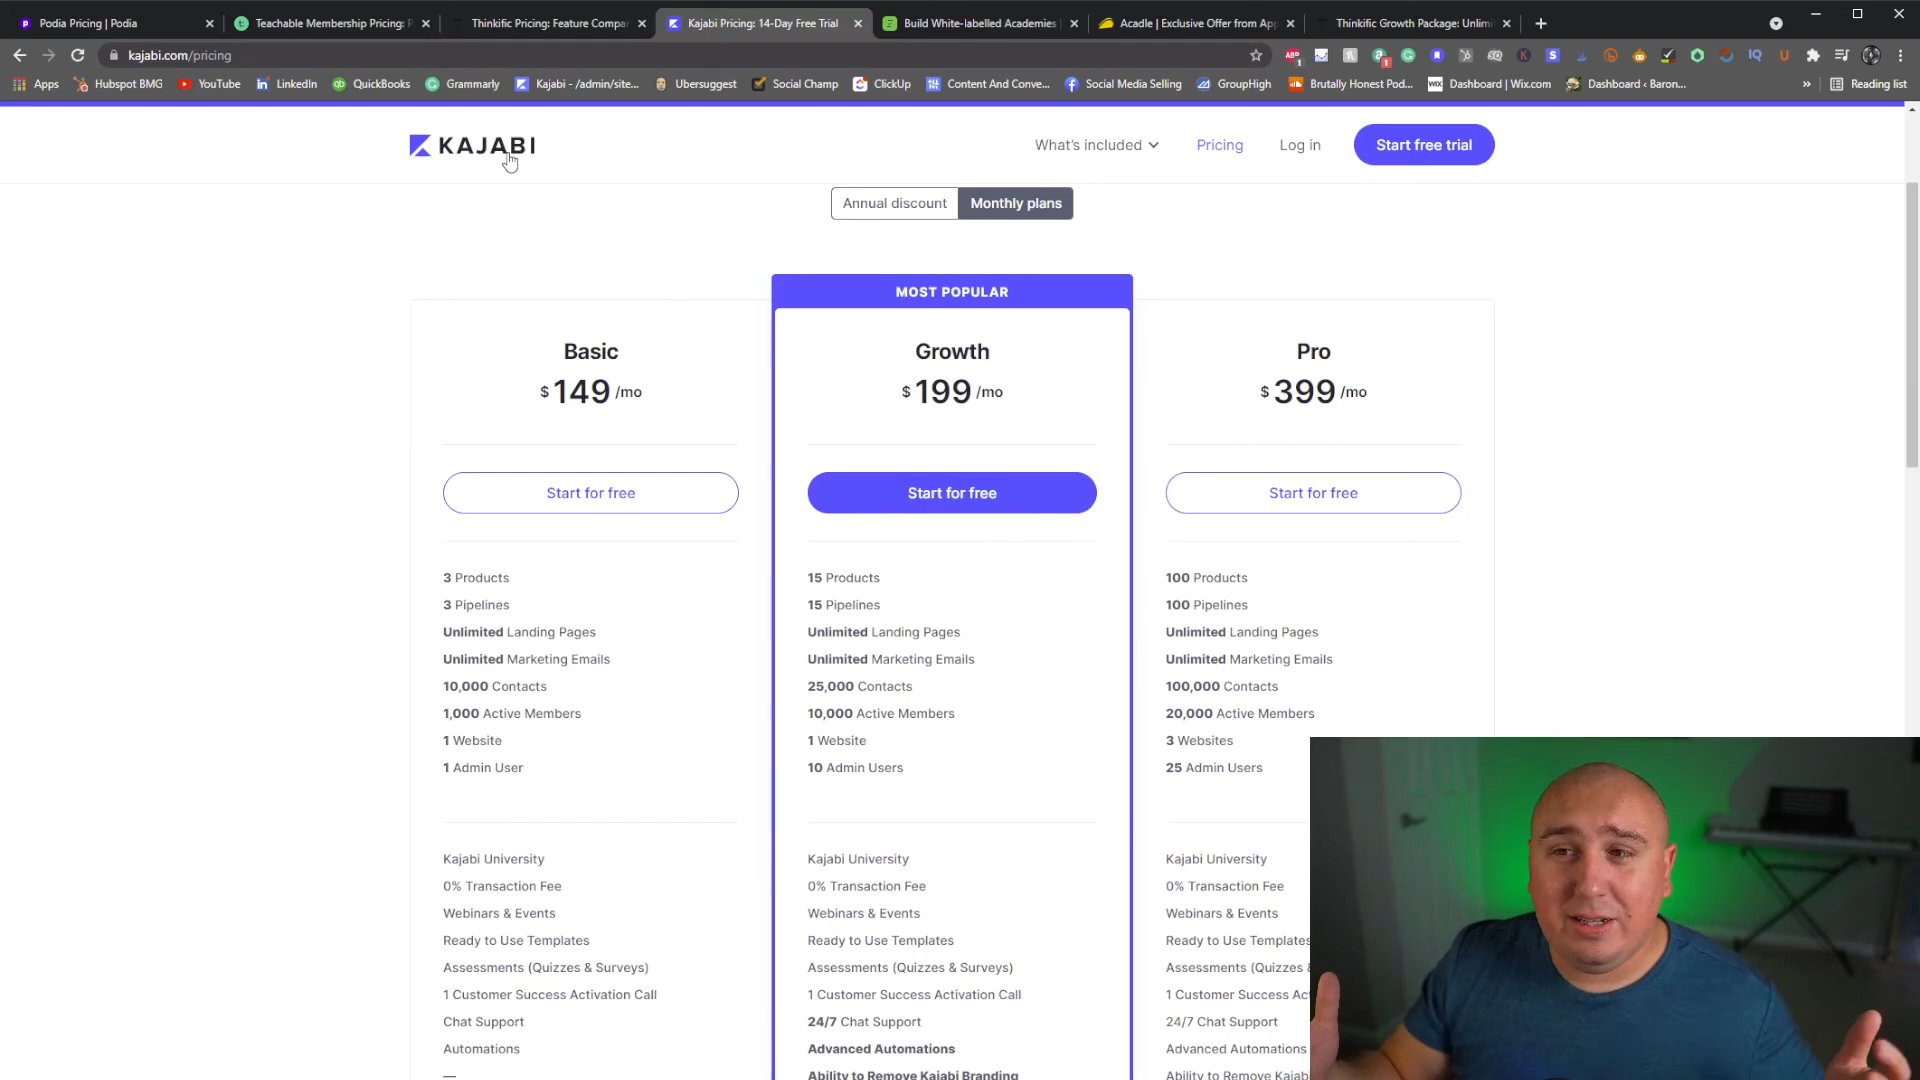 Podia Pricing | Podia
Teachable Membership Pricing: P
Thinkific Pricing: Feature Compa
Kajabi Pricing: 14-Day Free Trial
Build White-labelled Academies
Acadle | Exclusive Offer from App
Thinkific Growth Package: Unlimi
kajabi.com/pricing
Apps
Hubspot BMG
YouTube
LinkedIn
QuickBooks
Grammarly
Kajabi - /admin/site...
Ubersuggest
Social Champ
ClickUp
Content And Conve...
Social Media Selling
GroupHigh
Brutally Honest Pod...
Dashboard | Wix.com
Dashboard ‹ Baron...
Reading list
KAJABI
What's included
Pricing
Log in
Start free trial
Annual discount
Monthly plans
MOST POPULAR
Basic
$149 /mo
Start for free
3 Products
3 Pipelines
Unlimited Landing Pages
Unlimited Marketing Emails
10,000 Contacts
1,000 Active Members
1 Website
1 Admin User
Kajabi University
0% Transaction Fee
Webinars & Events
Ready to Use Templates
Assessments (Quizzes & Surveys)
1 Customer Success Activation Call
Chat Support
Automations
—
Growth
$199 /mo
Start for free
15 Products
15 Pipelines
Unlimited Landing Pages
Unlimited Marketing Emails
25,000 Contacts
10,000 Active Members
1 Website
10 Admin Users
Kajabi University
0% Transaction Fee
Webinars & Events
Ready to Use Templates
Assessments (Quizzes & Surveys)
1 Customer Success Activation Call
24/7 Chat Support
Advanced Automations
Ability to Remove Kajabi Branding
Pro
$399 /mo
Start for free
100 Products
100 Pipelines
Unlimited Landing Pages
Unlimited Marketing Emails
100,000 Contacts
20,000 Active Members
3 Websites
25 Admin Users
Kajabi University
0% Transaction Fee
Webinars & Events
Ready to Use Templates
Assessments (Quizzes &
1 Customer Success Ac
24/7 Chat Support
Advanced Automations
Ability to Remove Kajab